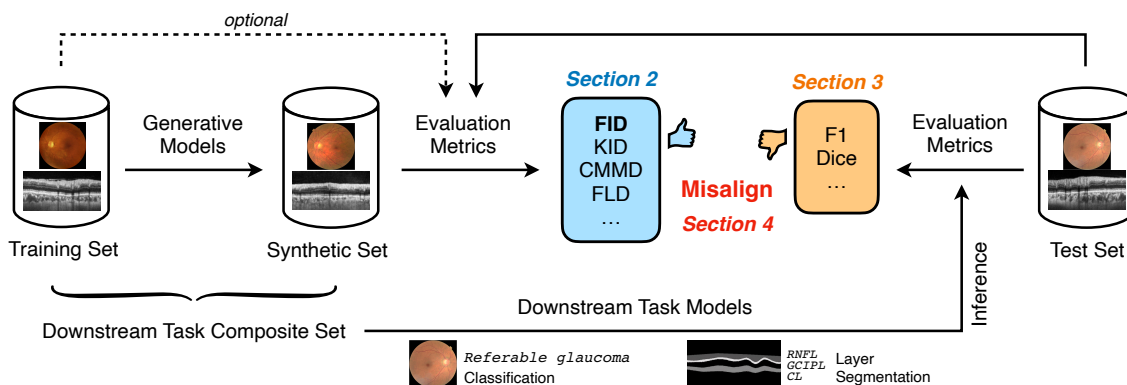 optional
Section 2
Section 3
Generative
Models
Evaluation
Metrics
FID
KID
CMMD
FLD
...
F1
Dice
...
Evaluation
Metrics
Misalign
Section 4
Training Set
Synthetic Set
Test Set
Inference
Downstream Task Composite Set
Downstream Task Models
Referable glaucoma
Classification
RNFL
GCIPL
CL
Layer
Segmentation